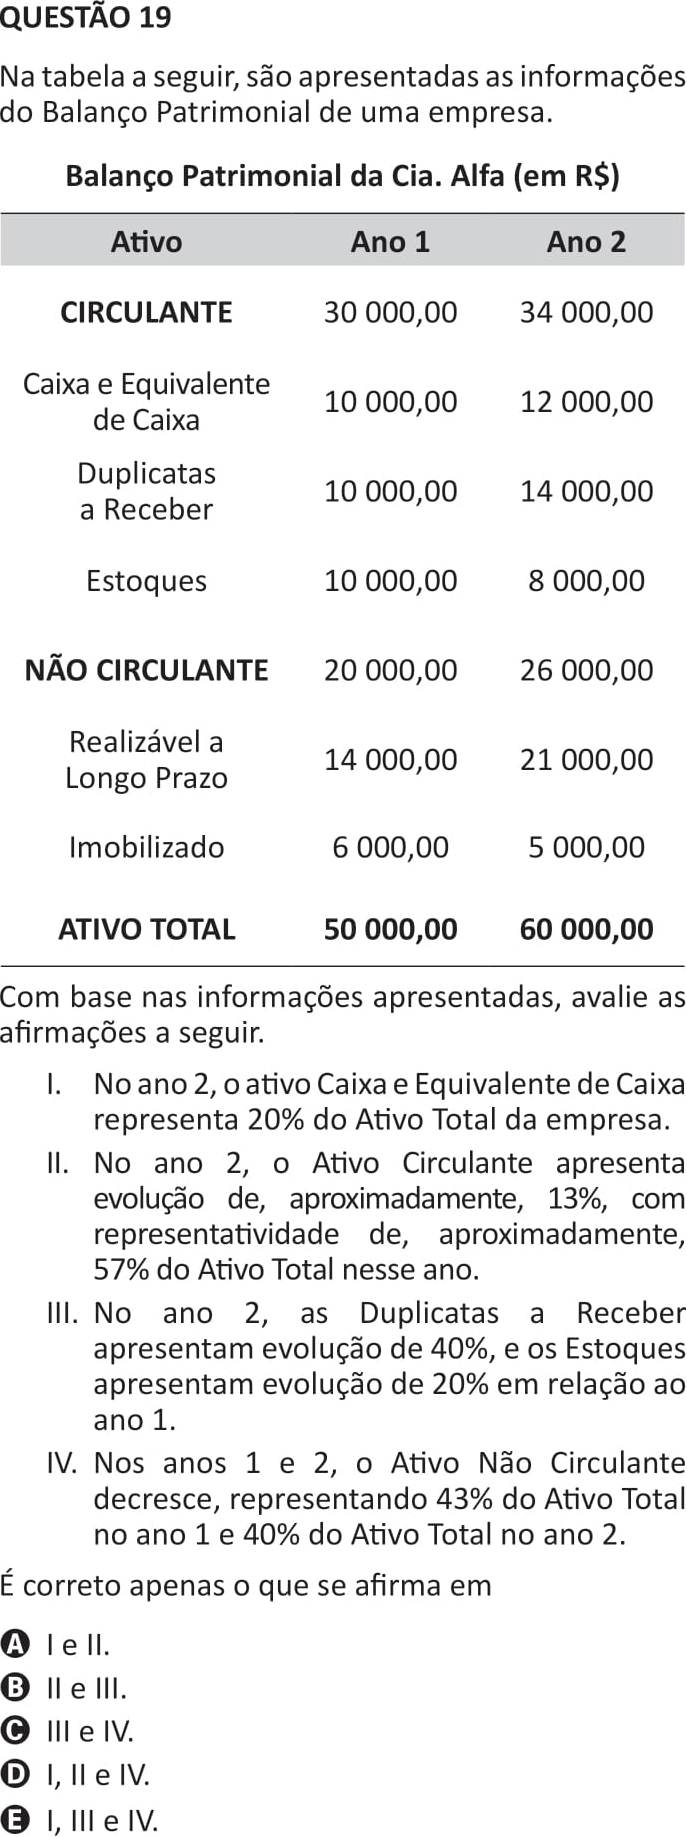 QUESTÃO 19
Na tabela a seguir, são apresentadas as informações
do Balanço Patrimonial de uma empresa.
Balanço Patrimonial da Cia. Alfa (em R$)
Ativo Ano 1 Ano 2
CIRCULANTE 30 000,00 34 000,00
Caixa e Equivalente
de Caixa 10 000,00 12 000,00
Duplicatas
a Receber 10 000,00 14 000,00
Estoques 10 000,00 8 000,00
NÃO CIRCULANTE 20 000,00 26 000,00
Realizável a
Longo Prazo 14 000,00 21 000,00
Imobilizado 6 000,00 5 000,00
ATIVO TOTAL 50 000,00 60 000,00
Com base nas informações apresentadas, avalie as
afirmações a seguir.
I. No ano 2, o ativo Caixa e Equivalente de Caixa
representa 20% do Ativo Total da empresa.
II. No ano 2, o Ativo Circulante apresenta
evolução de, aproximadamente, 13%, com
representatividade de, aproximadamente,
57% do Ativo Total nesse ano.
III. No ano 2, as Duplicatas a Receber
apresentam evolução de 40%, e os Estoques
apresentam evolução de 20% em relação ao
ano 1.
IV. Nos anos 1 e 2, o Ativo Não Circulante
decresce, representando 43% do Ativo Total
no ano 1 e 40% do Ativo Total no ano 2.
É correto apenas o que se afirma em
A I e II.
B II e III.
C III e IV.
D I, II e IV.
E I, III e IV.